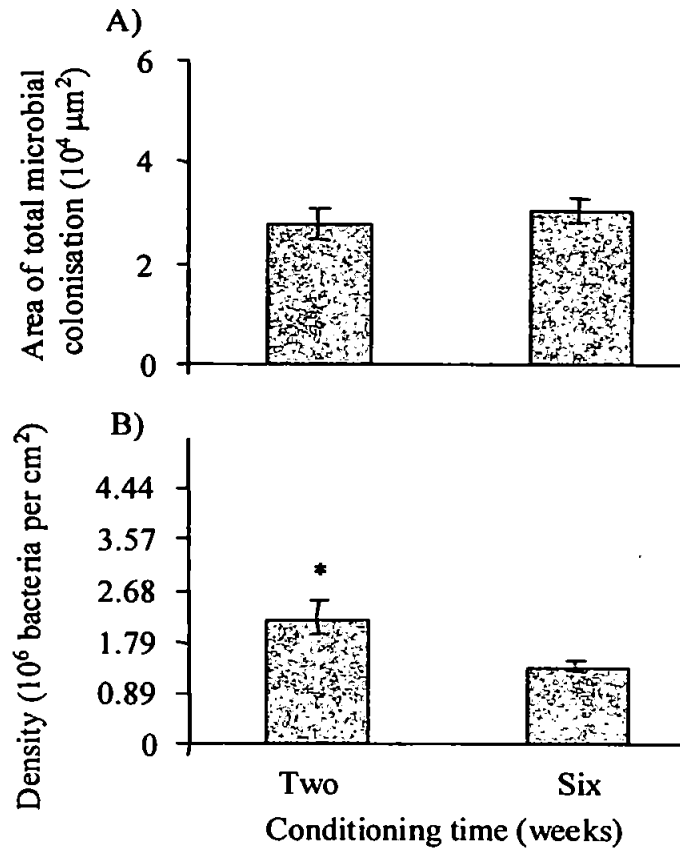 A)
Area of total microbial
colonisation (10⁴ μm²)
6
4
2
0
B)
Density (10⁶ bacteria per cm²)
4.44
3.57
2.68
1.79
0.89
0
*
Two
Six
Conditioning time (weeks)